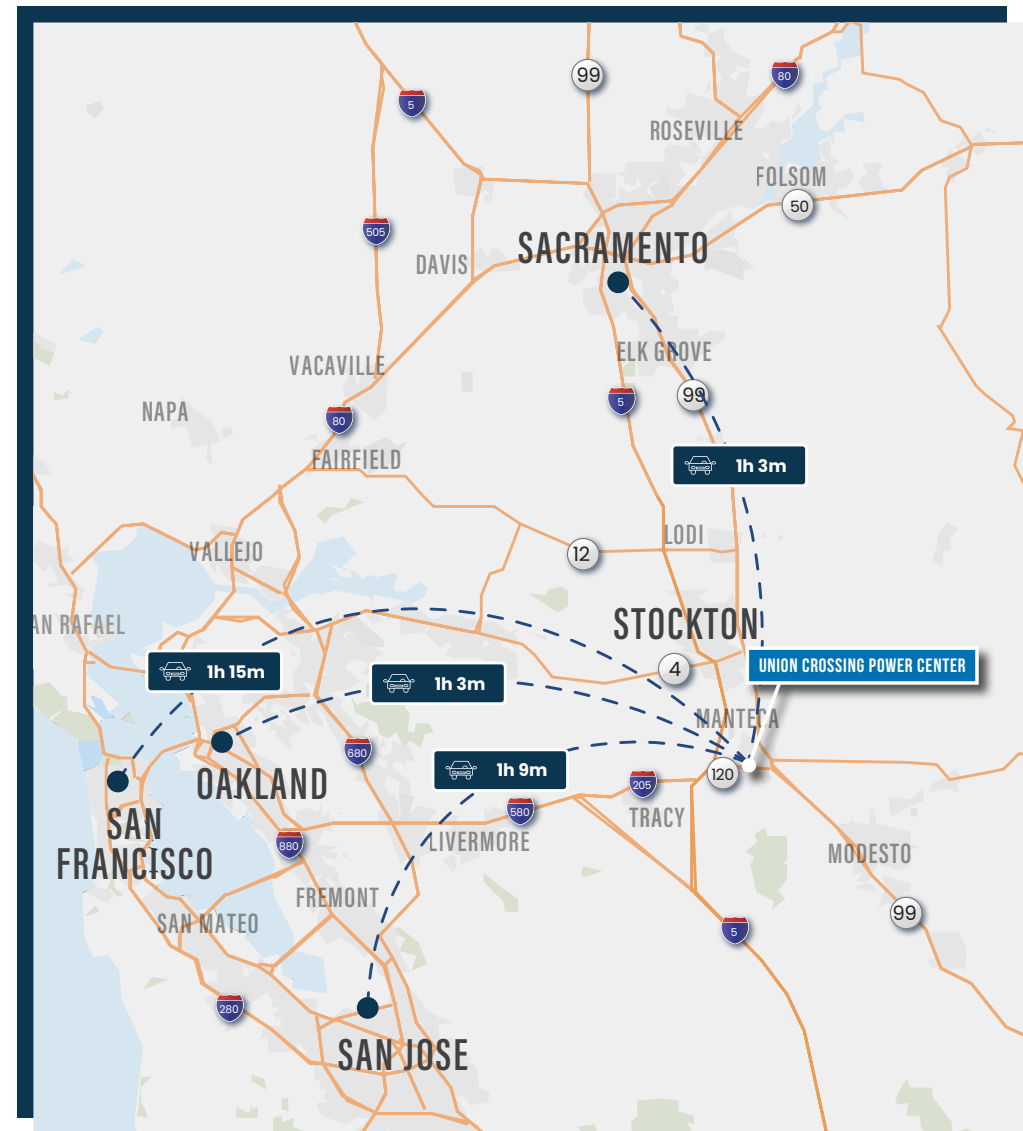 99
80
5
ROSEVILLE
FOLSOM
50
505
SACRAMENTO
DAVIS
ELK GROVE
VACAVILLE
99
5
NAPA
80
FAIRFIELD
1h 3m
LODI
VALLEJO
12
AN RAFAEL
STOCKTON
UNION CROSSING POWER CENTER
1h 15m
4
1h 3m
MANTECA
680
1h 9m
120
OAKLAND
205
SAN
FRANCISCO
580
TRACY
LIVERMORE
880
MODESTO
FREMONT
99
SAN MATEO
5
280
SAN JOSE